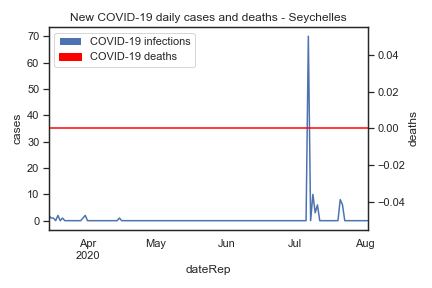 New COVID-19 daily cases and deaths - Seychelles
COVID-19 infections
COVID-19 deaths
70
60
50
40
30
20
10
0
cases
0.04
0.02
0.00
−0.02
−0.04
deaths
Apr
2020
May
Jun
Jul
Aug
dateRep